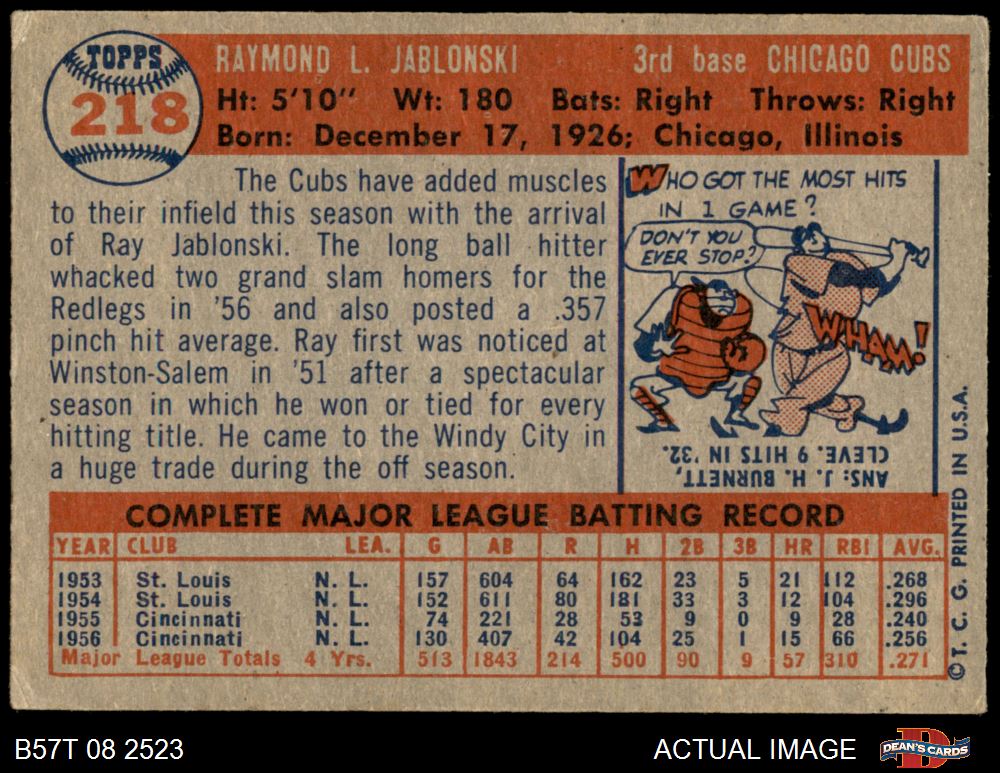 TOPPS
218
RAYMOND L. JABLONSKI 3rd base CHICAGO CUBS
Ht: 5'10" Wt: 180 Bats: Right Throws: Right
Born: December 17, 1926; Chicago, Illinois
The Cubs have added muscles
to their infield this season with the arrival
of Ray Jablonski. The long ball hitter
whacked two grand slam homers for the
Redlegs in '56 and also posted a .357
pinch hit average. Ray first was noticed at
Winston-Salem in '51 after a spectacular
season in which he won or tied for every
hitting title. He came to the Windy City in
a huge trade during the off season.
WHO GOT THE MOST HITS
IN 1 GAME?
DON'T YOU
EVER STOP?
WHAM!
ANS: J. H. BURNETT,
CLEVE. 9 HITS IN '32.
COMPLETE MAJOR LEAGUE BATTING RECORD
YEAR CLUB LEA. G AB R H 2B 3B HR RBI AVG.
1953 St. Louis N. L. 157 604 64 162 23 5 21 112 .268
1954 St. Louis N. L. 152 611 80 181 33 3 12 104 .296
1955 Cincinnati N. L. 74 221 28 53 9 0 9 28 .240
1956 Cincinnati N. L. 130 407 42 104 25 1 15 66 .256
Major League Totals 4 Yrs. 513 1843 214 500 90 9 57 310 .271
© T. C. G. PRINTED IN U.S.A.
B57T 08 2523
ACTUAL IMAGE
DEAN'S CARDS